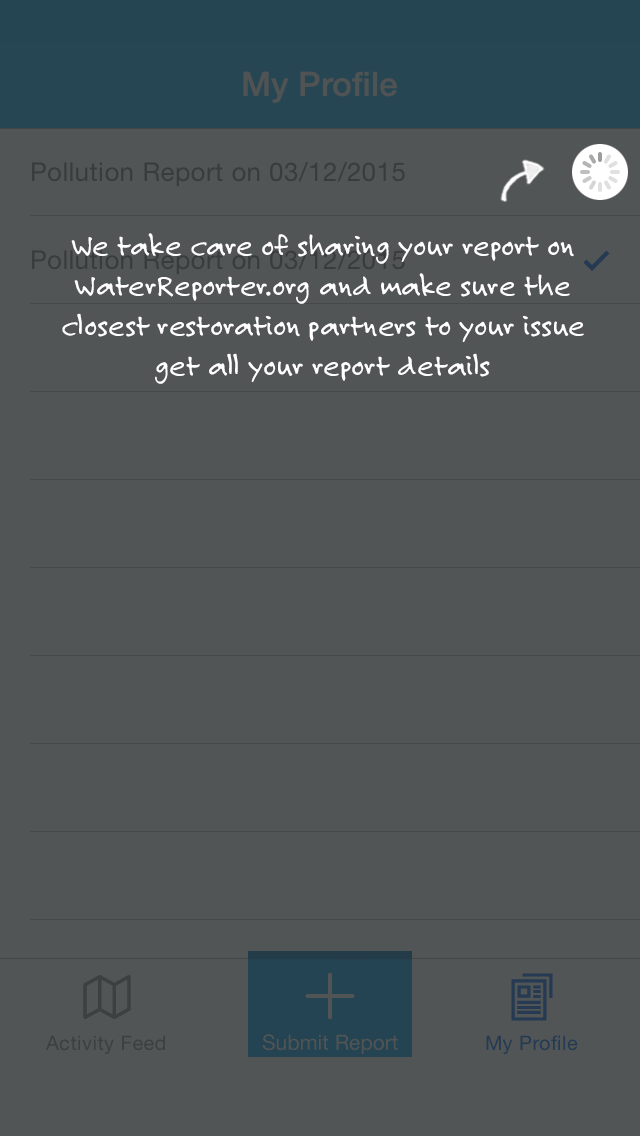 My Profile
Pollution Report on 03/12/2015
We take care of sharing your report on
Pollution Report on 03/12/2015
WaterReporter.org and make sure the
closest restoration partners to your issue
get all your report details
Activity Feed
Submit Report
My Profile